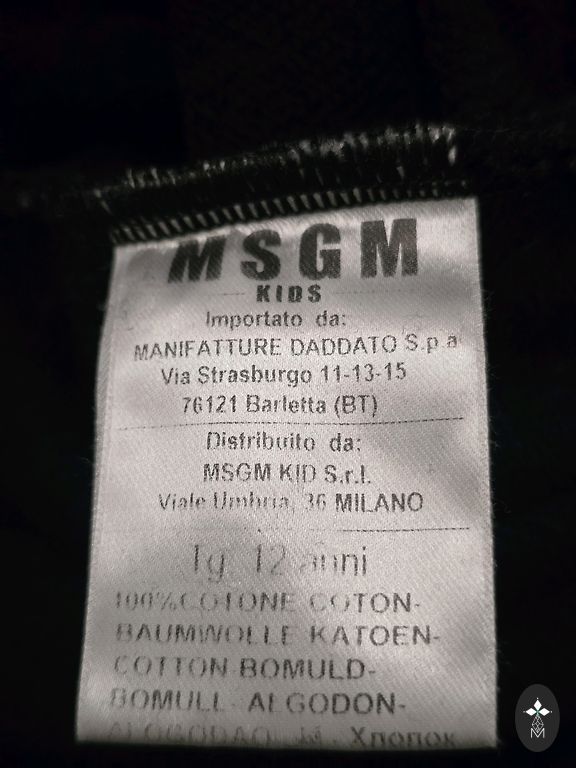 MSGM
KIDS
Importato da:
MANIFATTURE DADDATO S.p.a
Via Strasburgo 11-13-15
76121 Barletta (BT)
Distribuito da:
MSGM KID S.r.l.
Viale Umbria, 36 MILANO
Tg 12 anni
100%COTONE COTON-
BAUMWOLLE KATOEN-
COTTON-BOMULD-
BOMULL- ALGODON-
ALGODAO- Хлопок
M